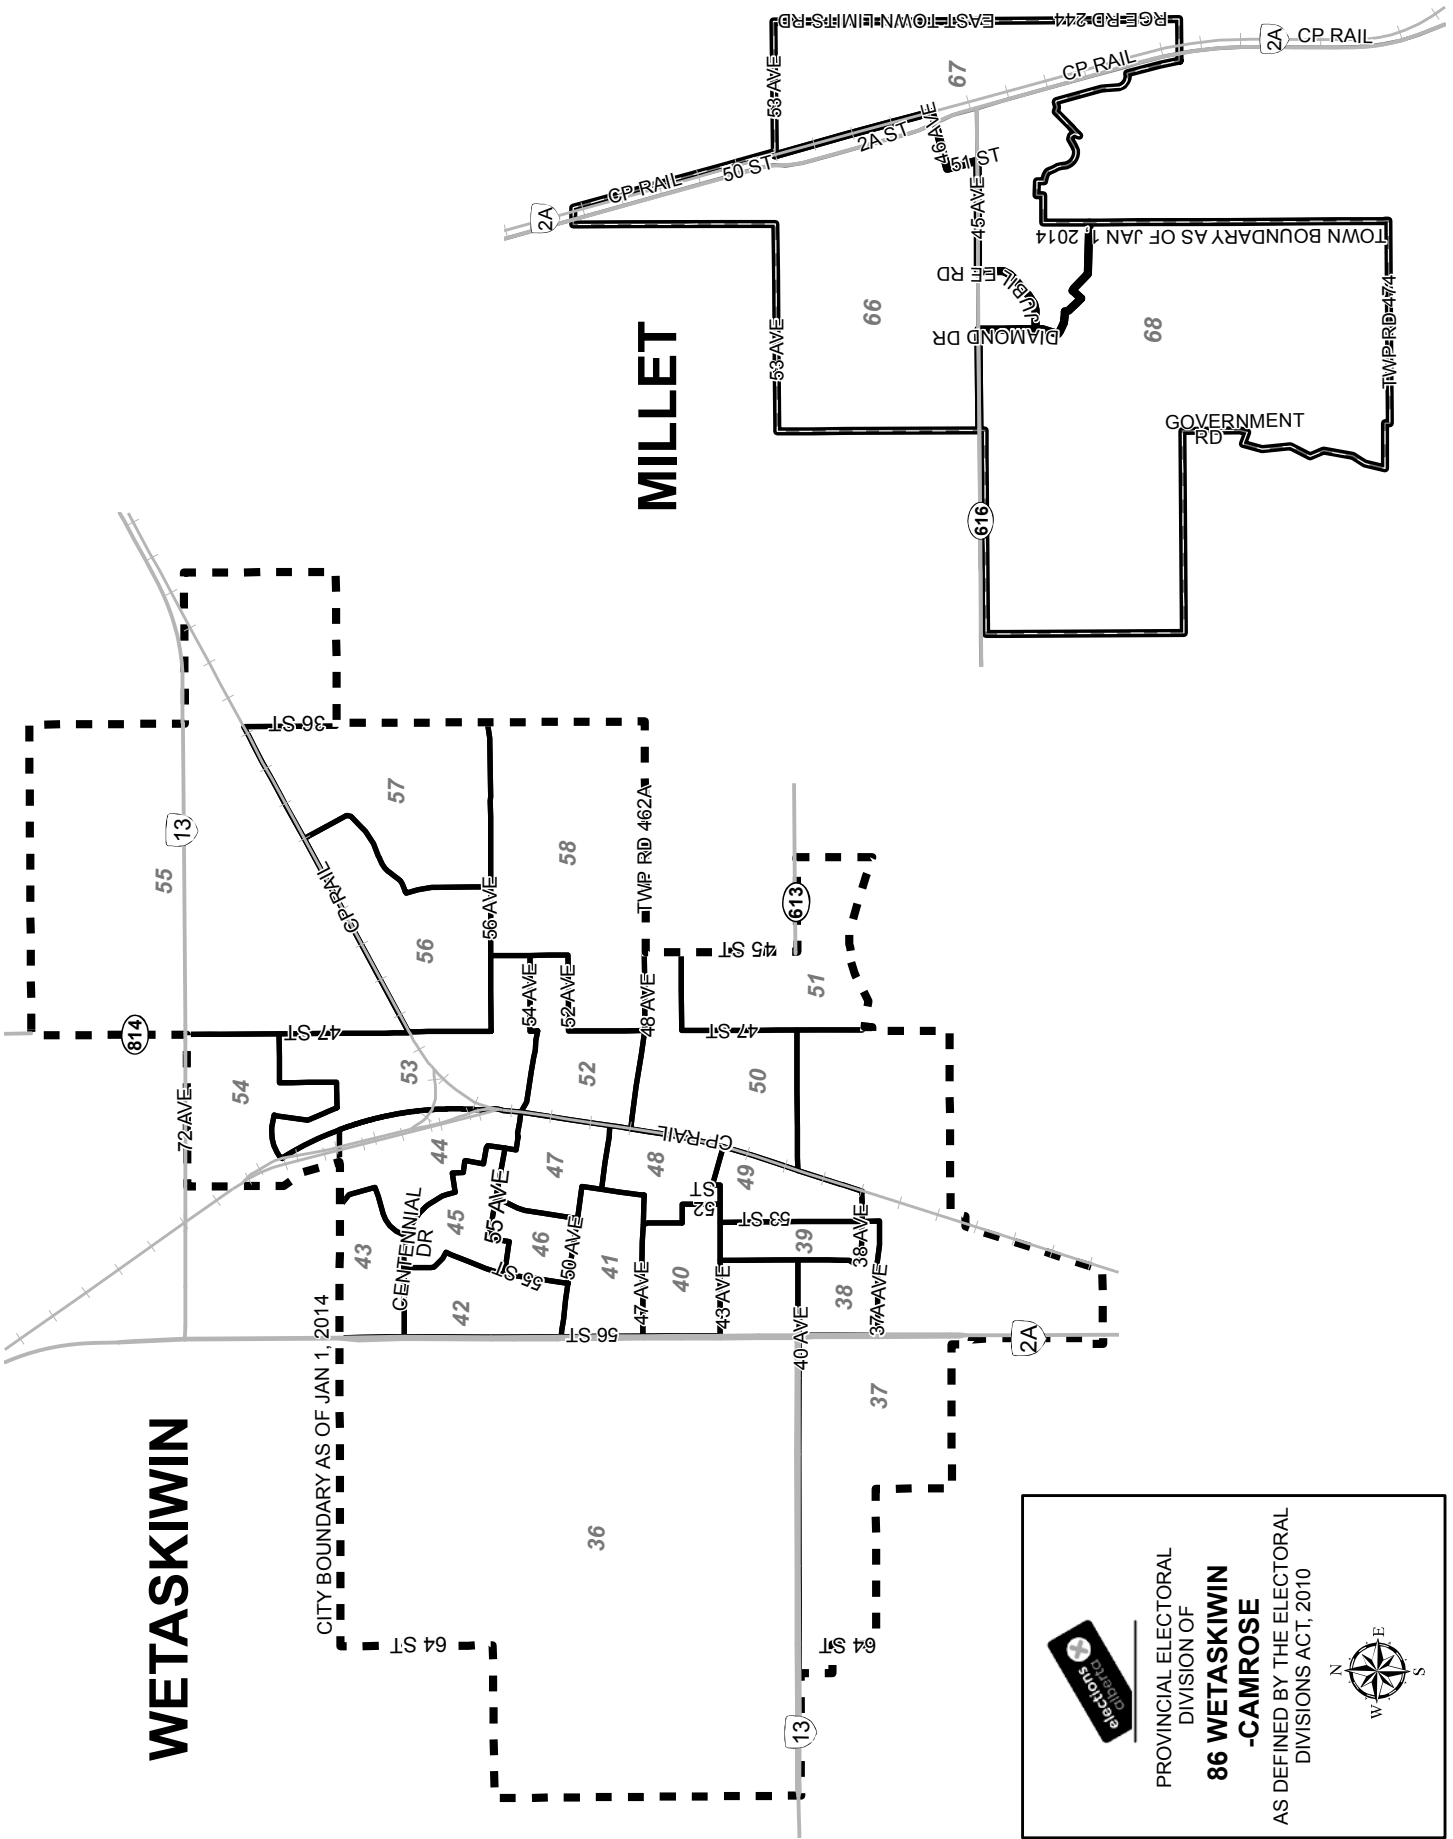 WETASKIWIN
CITY BOUNDARY AS OF JAN 1, 2014
64 ST
72 AVE
814
13
55
54
47 ST
53
CP RAIL
36 ST
57
56
56 AVE
58
TWP RD 462A
54 AVE
52 AVE
48 AVE
52
45 ST
47 ST
613
51
50
CP RAIL
44
43
CENTENNIAL
DR
45
55 AVE
47
46
55 ST
50 AVE
42
48
49
52
ST
53 ST
41
47 AVE
40
43 AVE
39
38 AVE
38
37A AVE
56 ST
40 AVE
36
37
2A
64 ST
13
MILLET
2A
CP RAIL
50 ST
53 AVE
EAST TOWN LIMITS RD
RGE RD 244
67
2A ST
46 AVE
51 ST
CP RAIL
2A
CP RAIL
53 AVE
66
45 AVE
JUBILEE RD
DIAMOND DR
TOWN BOUNDARY AS OF JAN 1, 2014
68
TWP RD 474
GOVERNMENT
RD
616
elections
alberta
PROVINCIAL ELECTORAL
DIVISION OF
86 WETASKIWIN
-CAMROSE
AS DEFINED BY THE ELECTORAL
DIVISIONS ACT, 2010
N
W
E
S